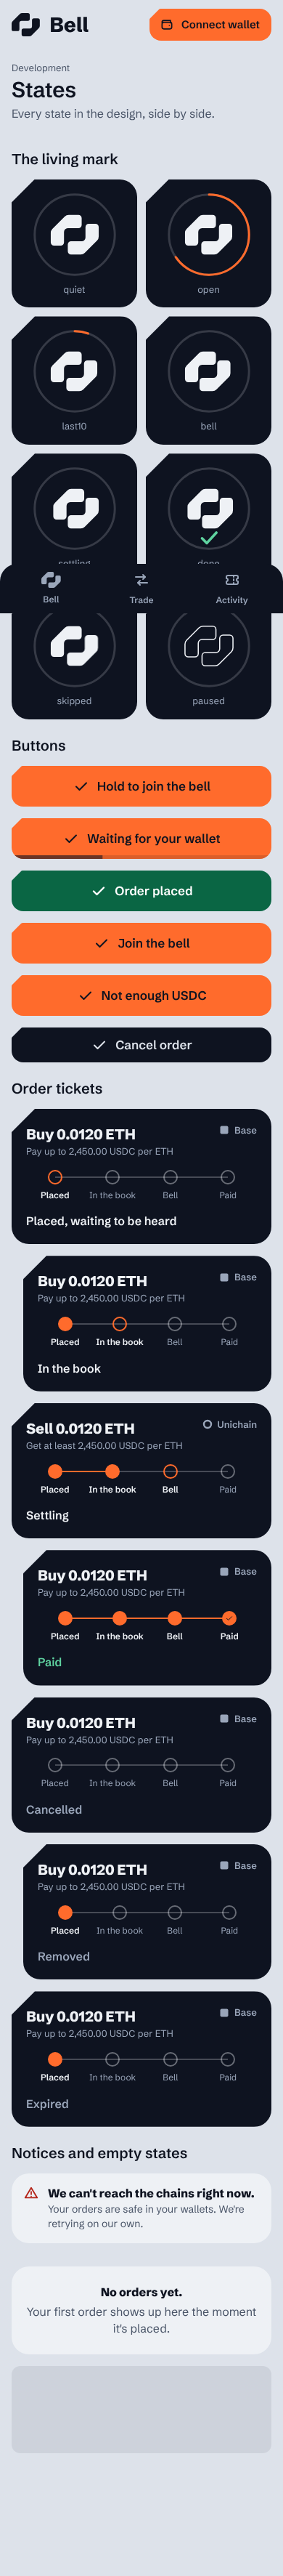 Bell
Connect wallet
Development
States
Every state in the design, side by side.
The living mark
quiet
open
last10
bell
settling
done
Bell
Trade
Activity
skipped
paused
Buttons
Hold to join the bell
Waiting for your wallet
Order placed
Join the bell
Not enough USDC
Cancel order
Order tickets
Buy 0.0120 ETH
Base
Pay up to 2,450.00 USDC per ETH
Placed
In the book
Bell
Paid
Placed, waiting to be heard
Buy 0.0120 ETH
Base
Pay up to 2,450.00 USDC per ETH
Placed
In the book
Bell
Paid
In the book
Sell 0.0120 ETH
Unichain
Get at least 2,450.00 USDC per ETH
Placed
In the book
Bell
Paid
Settling
Buy 0.0120 ETH
Base
Pay up to 2,450.00 USDC per ETH
Placed
In the book
Bell
Paid
Paid
Buy 0.0120 ETH
Base
Pay up to 2,450.00 USDC per ETH
Placed
In the book
Bell
Paid
Cancelled
Buy 0.0120 ETH
Base
Pay up to 2,450.00 USDC per ETH
Placed
In the book
Bell
Paid
Removed
Buy 0.0120 ETH
Base
Pay up to 2,450.00 USDC per ETH
Placed
In the book
Bell
Paid
Expired
Notices and empty states
We can't reach the chains right now.
Your orders are safe in your wallets. We're
retrying on our own.
No orders yet.
Your first order shows up here the moment
it's placed.